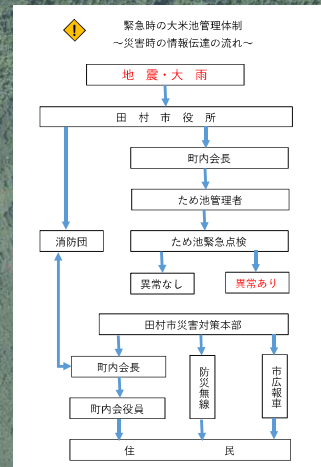 緊急時の大米池管理体制
～災害時の情報伝達の流れ～
地 震・大 雨
田 村 市 役 所
町内会長
ため池管理者
消防団
ため池緊急点検
異常なし
異常あり
田村市災害対策本部
町内会長
防災無線
市広報車
町内会役員
住 民